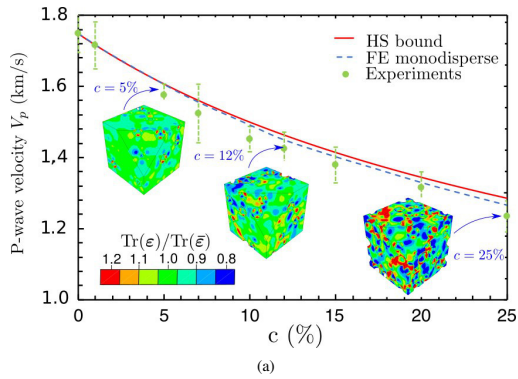 P-wave velocity Vₚ (km/s)
1.8
1.6
1.4
1.2
1.0
HS bound
FE monodisperse
Experiments
c = 5%
c = 12%
c = 25%
Tr(ε)/Tr(ε̄)
1.2 1.1 1.0 0.9 0.8
0 5 10 15 20 25
c (%)
(a)